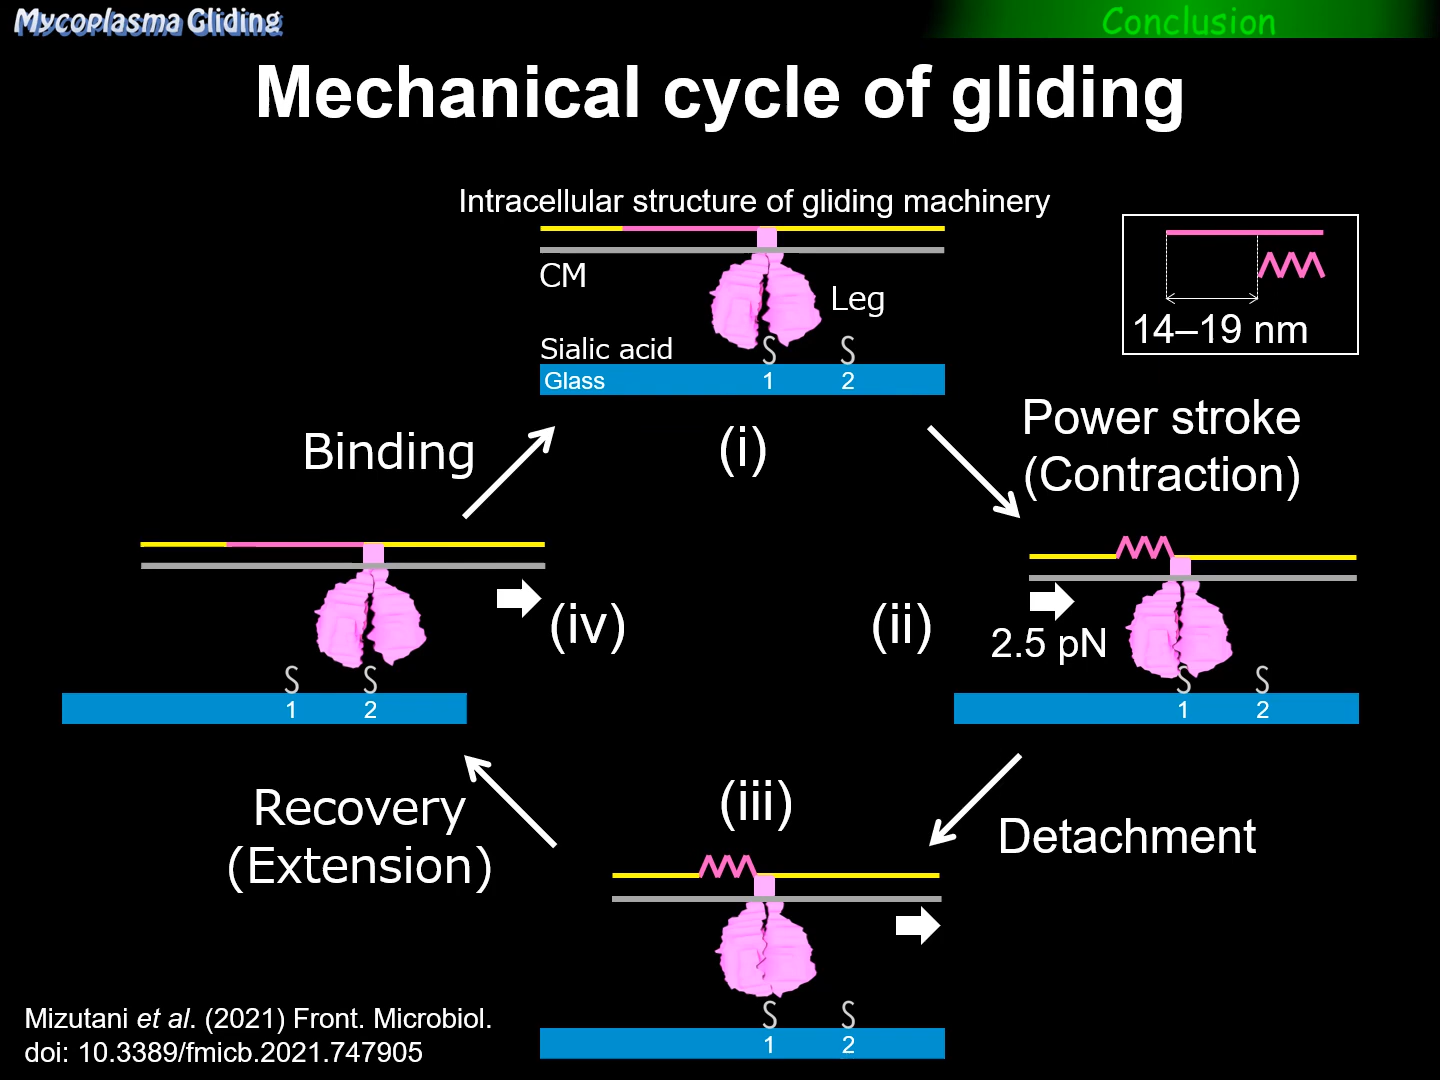 Mycoplasma Gliding
Conclusion
Mechanical cycle of gliding
Intracellular structure of gliding machinery
CM
Leg
Sialic acid
S S
Glass 1 2
14–19 nm
(i)
Binding
Power stroke
(Contraction)
(iv)
S S
1 2
(ii)
2.5 pN
S S
1 2
Recovery
(Extension)
(iii)
Detachment
S S
1 2
Mizutani et al. (2021) Front. Microbiol.
doi: 10.3389/fmicb.2021.747905